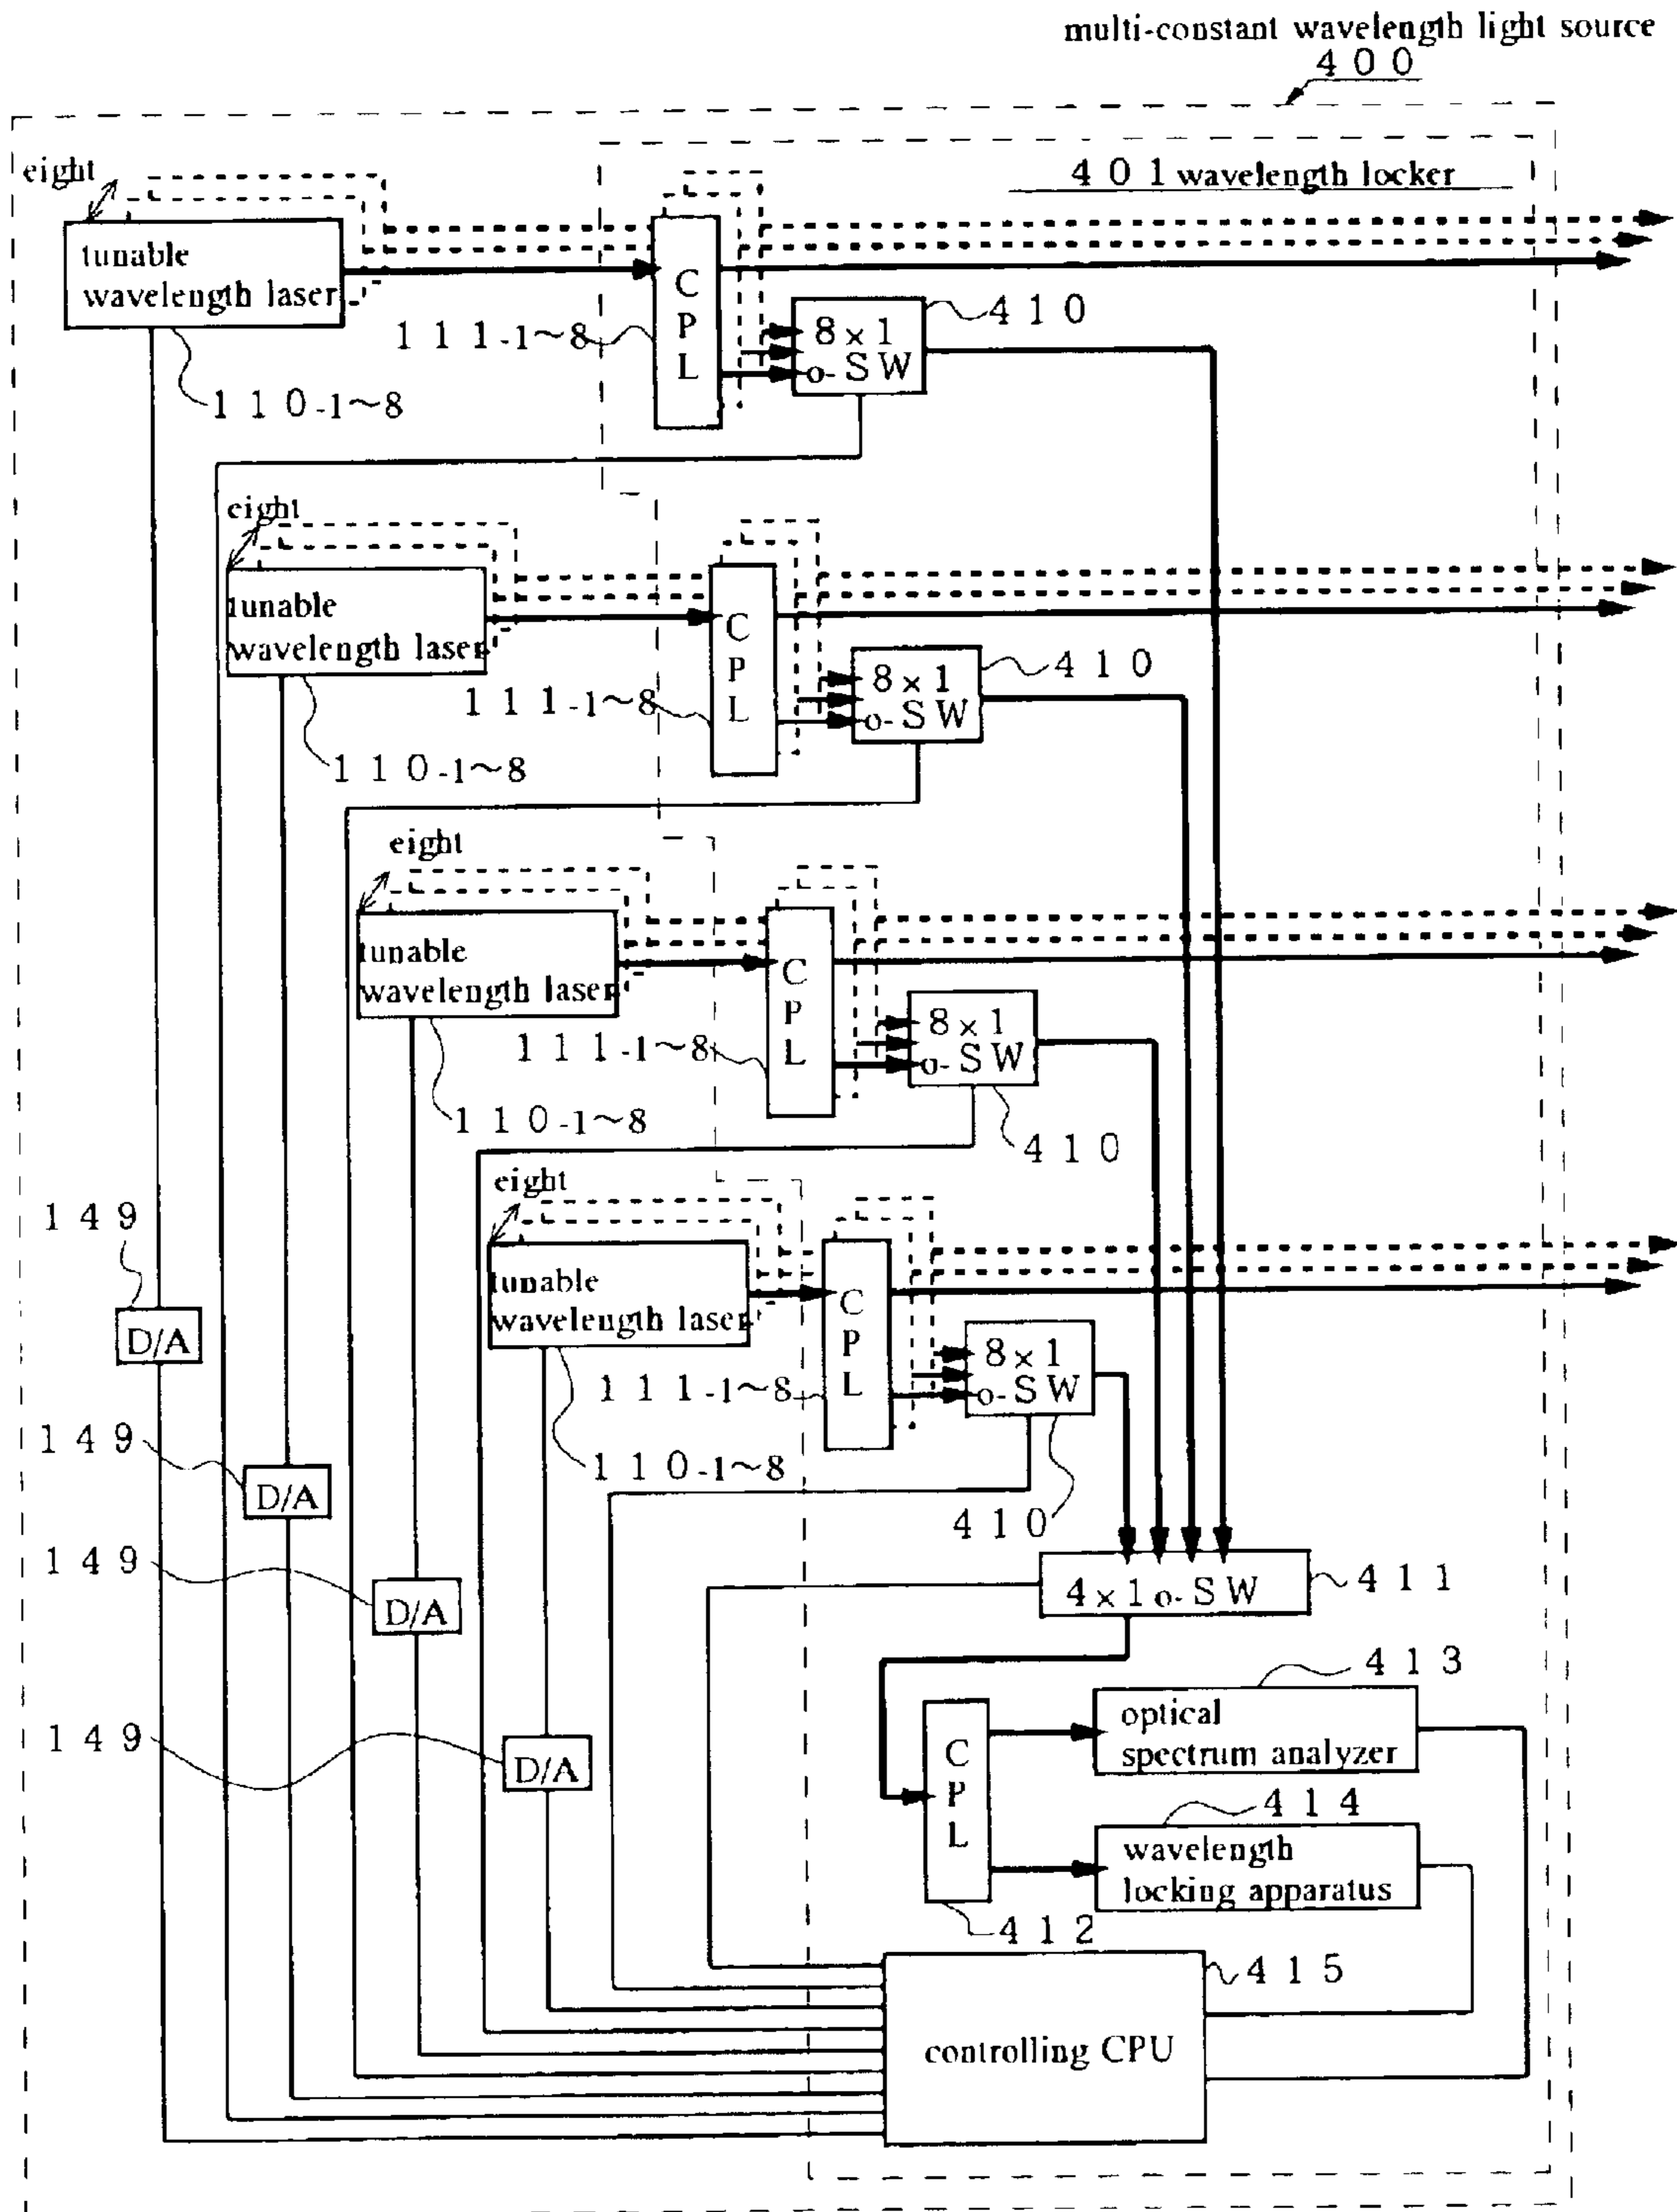 multi-constant wavelength light source
400
eight
401 wavelength locker
tunable
wavelength laser
CPL
410
8×1
o-SW
111-1~8
110-1~8
eight
tunable
wavelength laser
CPL
410
8×1
o-SW
111-1~8
110-1~8
eight
tunable
wavelength laser
CPL
8×1
o-SW
111-1~8
110-1~8
410
eight
149
tunable
wavelength laser
CPL
D/A
8×1
o-SW
111-1~8
149
110-1~8
D/A
410
149
4×1 o-SW
411
D/A
413
optical
spectrum analyzer
149
D/A
CPL
414
wavelength
locking apparatus
412
415
controlling CPU